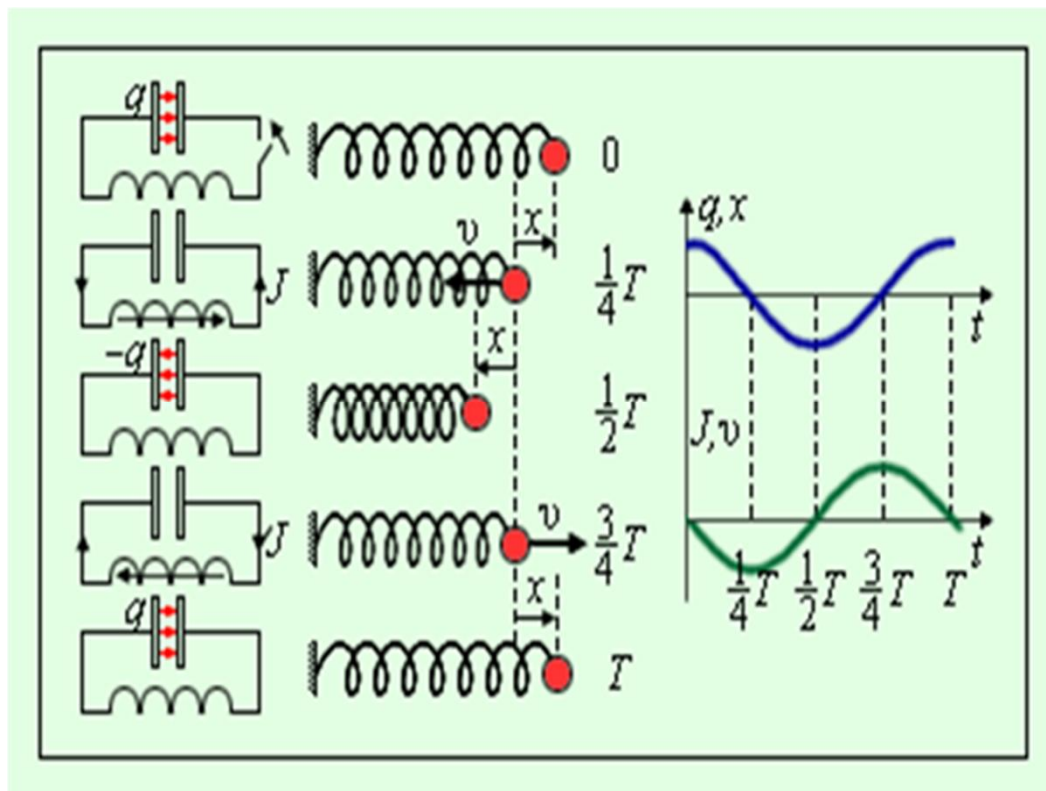 q
0
υ
x
J
1/4 T
-q
x
1/2 T
J
υ
3/4 T
q
x
T
q,x
t
J,υ
t
1/4 T 1/2 T 3/4 T T